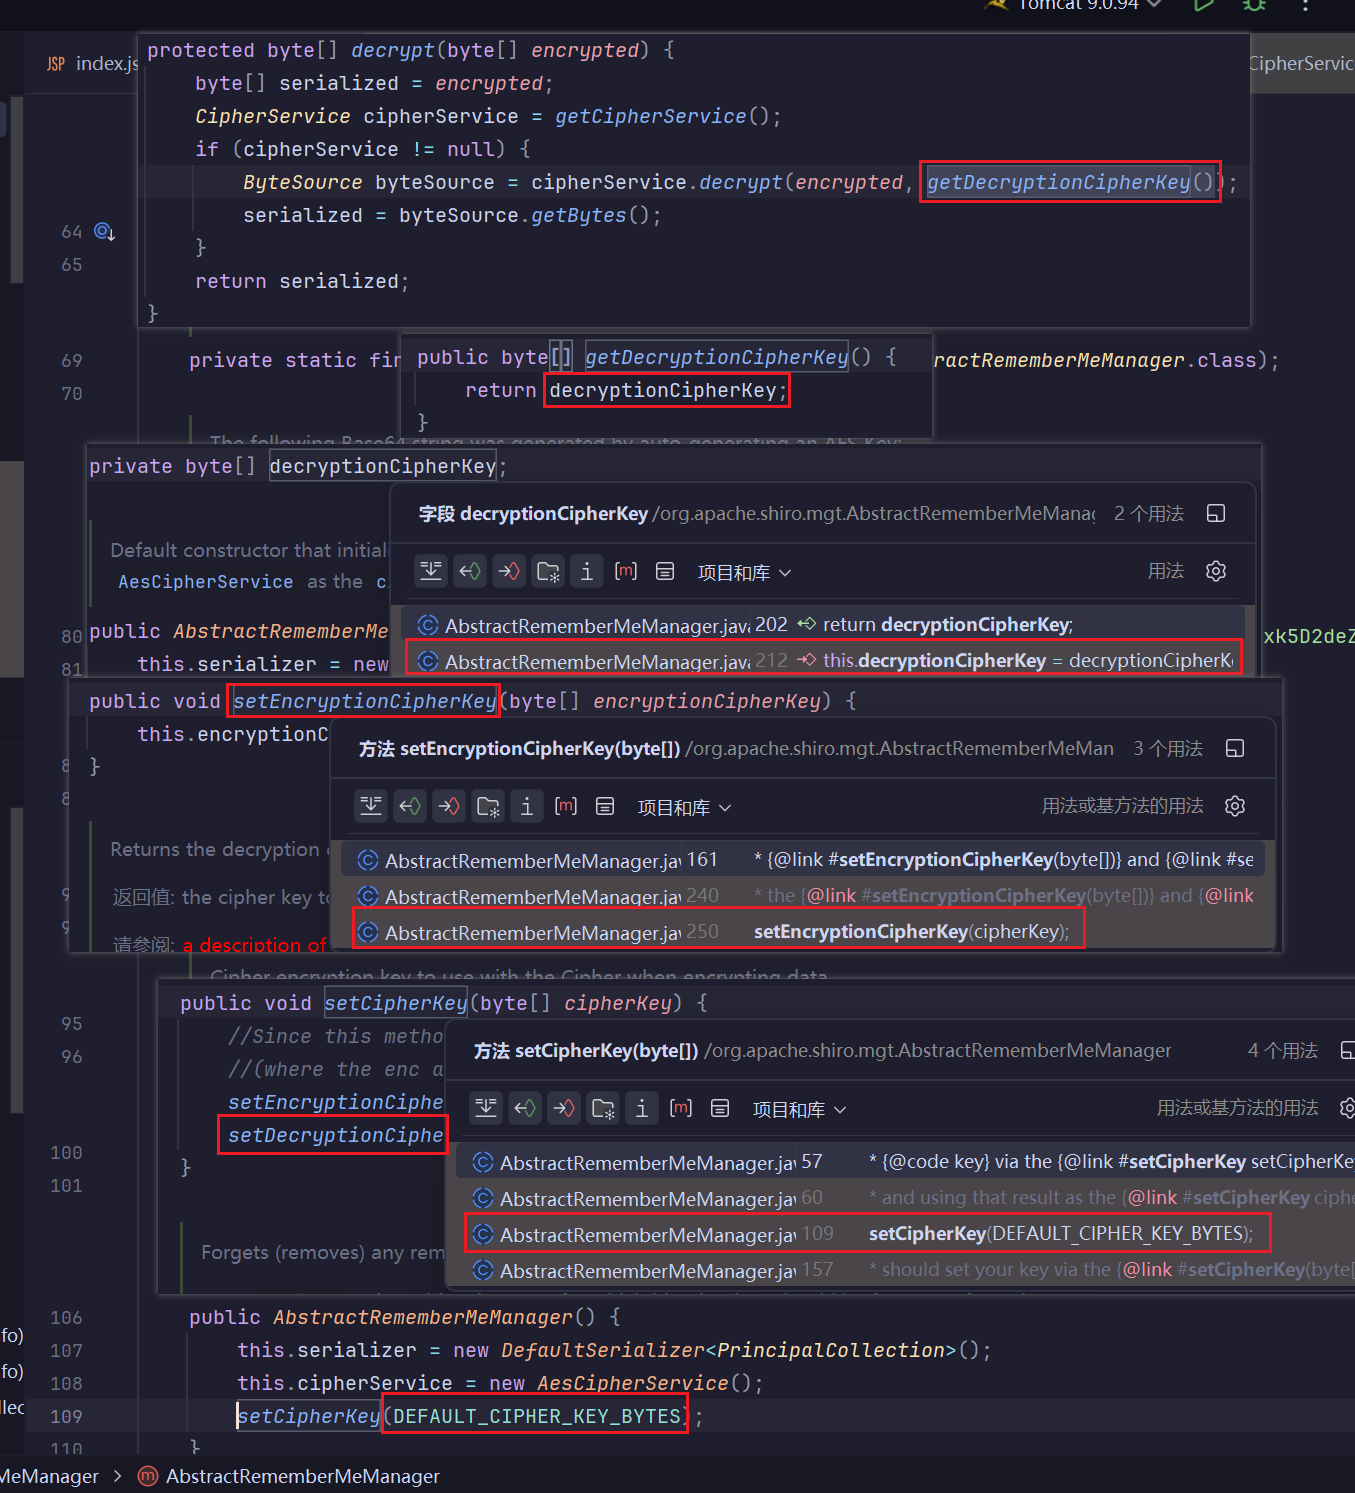 Tomcat 9.0.94
JSP index.js
CipherServic
protected byte[] decrypt(byte[] encrypted) {
byte[] serialized = encrypted;
CipherService cipherService = getCipherService();
if (cipherService != null) {
ByteSource byteSource = cipherService.decrypt(encrypted, getDecryptionCipherKey());
serialized = byteSource.getBytes();
}
return serialized;
}
64
65
69 private static fin
ractRememberMeManager.class);
70
public byte[] getDecryptionCipherKey() {
return decryptionCipherKey;
}
The following Base64 string was generated by auto-generating an AES Key:
private byte[] decryptionCipherKey;
字段 decryptionCipherKey /org.apache.shiro.mgt.AbstractRememberMeManag 2 个用法
Default constructor that initiali
AesCipherService as the c
项目和库 用法
AbstractRememberMeManager.java 202 return decryptionCipherKey;
AbstractRememberMeManager.java 212 this.decryptionCipherKey = decryptionCipherK
80 public AbstractRememberMe
xk5D2deZ
81 this.serializer = new
public void setEncryptionCipherKey(byte[] encryptionCipherKey) {
this.encryptionC
}
方法 setEncryptionCipherKey(byte[]) /org.apache.shiro.mgt.AbstractRememberMeMan 3 个用法
项目和库 用法或基方法的用法
Returns the decryption
返回值: the cipher key to
请参阅: a description of
AbstractRememberMeManager.jav 161 * {@link #setEncryptionCipherKey(byte[])} and {@link #se
AbstractRememberMeManager.jav 240 * the {@link #setEncryptionCipherKey(byte[])} and {@link
AbstractRememberMeManager.jav 250 setEncryptionCipherKey(cipherKey);
Cipher encryption key to use with the Cipher when encrypting data
public void setCipherKey(byte[] cipherKey) {
95 //Since this metho
96 //(where the enc a
setEncryptionCiphe
setDecryptionCiphe
}
100
101
方法 setCipherKey(byte[]) /org.apache.shiro.mgt.AbstractRememberMeManager 4 个用法
项目和库 用法或基方法的用法
AbstractRememberMeManager.jav 57 * {@code key} via the {@link #setCipherKey setCipherKe
AbstractRememberMeManager.jav 60 * and using that result as the {@link #setCipherKey ciphe
AbstractRememberMeManager.jav 109 setCipherKey(DEFAULT_CIPHER_KEY_BYTES);
AbstractRememberMeManager.jav 157 * should set your key via the {@link #setCipherKey(byte[
Forgets (removes) any rem
106 public AbstractRememberMeManager() {
107 this.serializer = new DefaultSerializer<PrincipalCollection>();
108 this.cipherService = new AesCipherService();
109 setCipherKey(DEFAULT_CIPHER_KEY_BYTES);
110 }
fo)
fo)
llec
MeManager > AbstractRememberMeManager